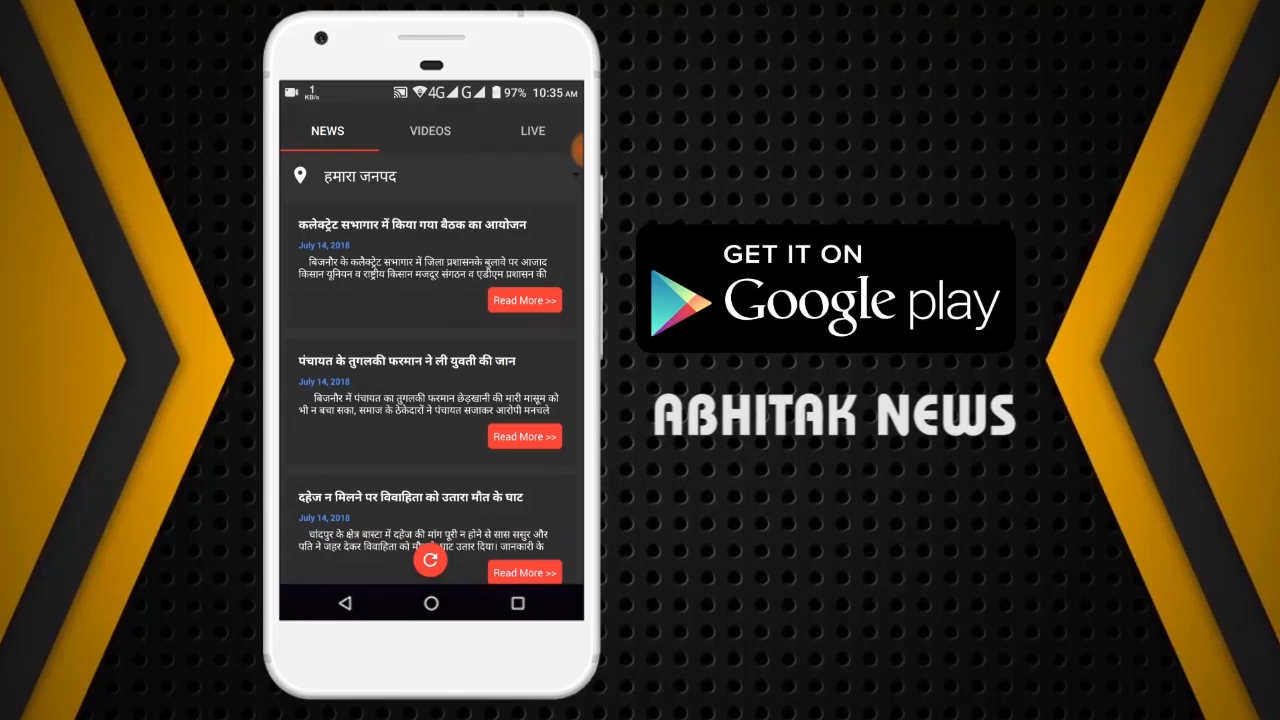 1
KB/s
4G G 97% 10:35 AM
NEWS VIDEOS LIVE
हमारा जनपद
कलेक्ट्रेट सभागार में किया गया बैठक का आयोजन
July 14, 2018
बिजनौर के कलैक्ट्रेट सभागार में जिला प्रशासनके बुलावे पर आजाद
किसान यूनियन व राष्ट्रीय किसान मजदूर संगठन व एडीएम प्रशासन की
Read More >>
पंचायत के तुगलकी फरमान ने ली युवती की जान
July 14, 2018
बिजनौर में पंचायत का तुगलकी फरमान छेड़खानी की मारी मासूम को
भी न बचा सका, समाज के ठेकेदारों ने पंचायत सजाकर आरोपी मनचले
Read More >>
दहेज न मिलने पर विवाहिता को उतारा मौत के घाट
July 14, 2018
चांदपुर के क्षेत्र बास्टा में दहेज की मांग पूरी न होने से सास ससुर और
पति ने जहर देकर विवाहिता को उतार दिया। जानकारी के
Read More >>
GET IT ON
Google play
ABHITAK NEWS